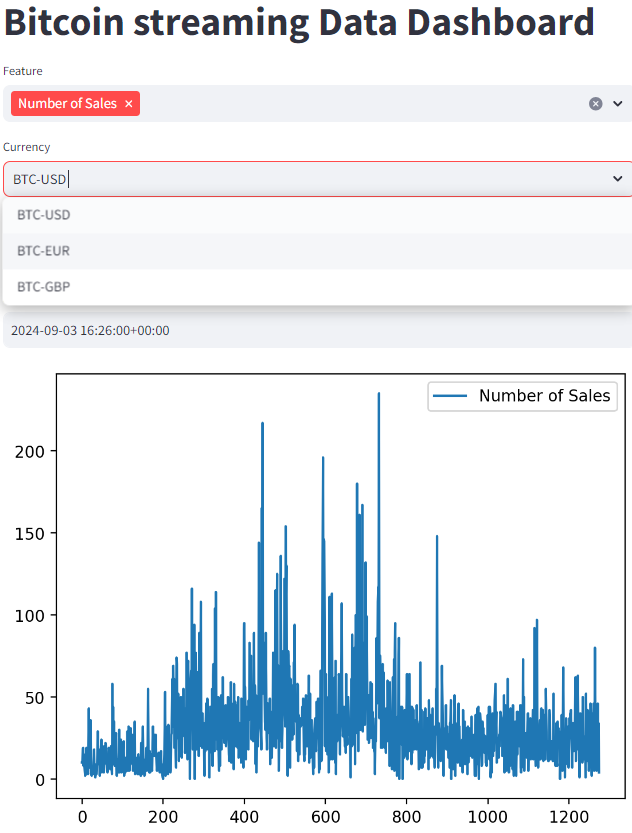 Bitcoin streaming Data Dashboard
Feature
Number of Sales ×
Currency
BTC-USD
BTC-USD
BTC-EUR
BTC-GBP
2024-09-03 16:26:00+00:00
Number of Sales
200
150
100
50
0
0 200 400 600 800 1000 1200